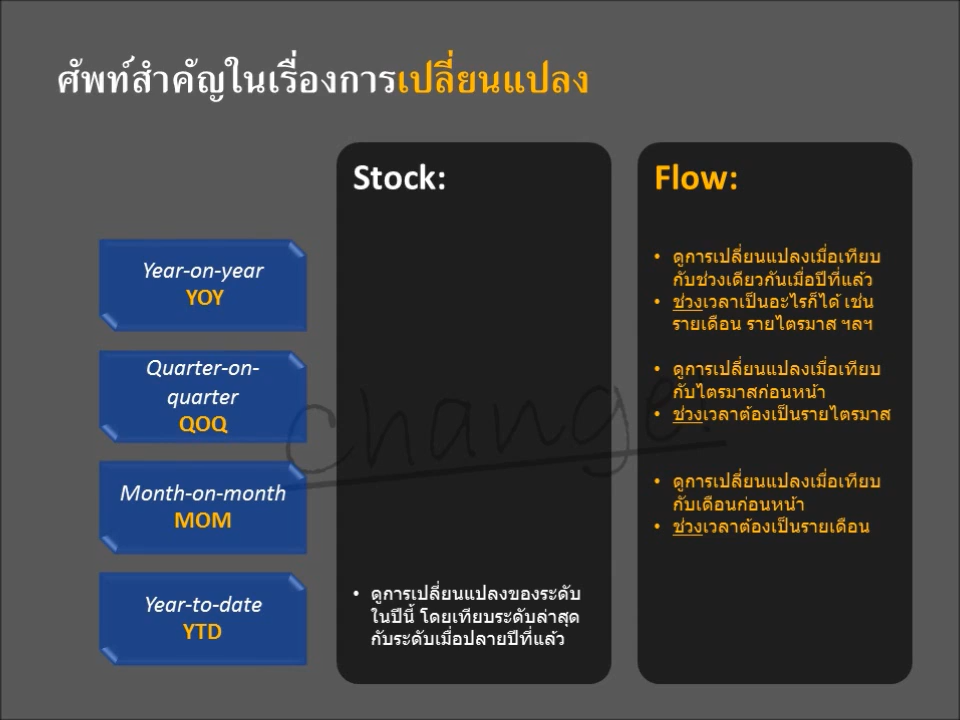 ศัพท์สำคัญในเรื่องการเปลี่ยนแปลง
Stock:
Flow:
Year-on-year
YOY
• ดูการเปลี่ยนแปลงเมื่อเทียบ
กับช่วงเดียวกันเมื่อปีที่แล้ว
• ช่วงเวลาเป็นอะไรก็ได้ เช่น
รายเดือน รายไตรมาส ฯลฯ
Quarter-on-
quarter
QOQ
• ดูการเปลี่ยนแปลงเมื่อเทียบ
กับไตรมาสก่อนหน้า
• ช่วงเวลาต้องเป็นรายไตรมาส
change.
Month-on-month
MOM
• ดูการเปลี่ยนแปลงเมื่อเทียบ
กับเดือนก่อนหน้า
• ช่วงเวลาต้องเป็นรายเดือน
Year-to-date
YTD
• ดูการเปลี่ยนแปลงของระดับ
ในปีนี้ โดยเทียบระดับล่าสุด
กับระดับเมื่อปลายปีที่แล้ว